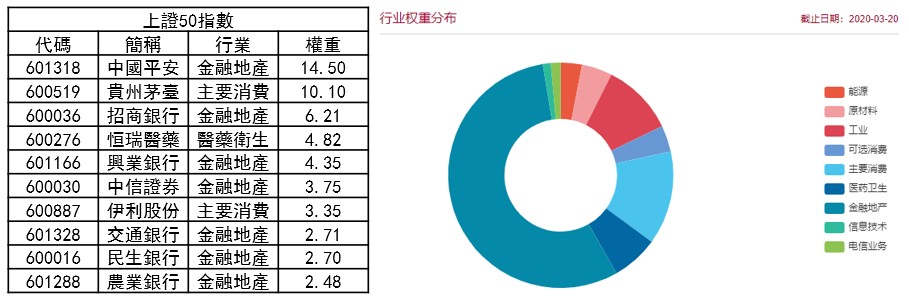 上證50指數
代碼 簡稱 行業 權重
601318 中國平安 金融地產 14.50
600519 貴州茅臺 主要消費 10.10
600036 招商銀行 金融地產 6.21
600276 恒瑞醫藥 醫藥衛生 4.82
601166 興業銀行 金融地產 4.35
600030 中信證券 金融地產 3.75
600887 伊利股份 主要消費 3.35
601328 交通銀行 金融地產 2.71
600016 民生銀行 金融地產 2.70
601288 農業銀行 金融地產 2.48
行业权重分布
截止日期：2020-03-20
能源
原材料
工业
可选消费
主要消费
医药卫生
金融地产
信息技术
电信业务